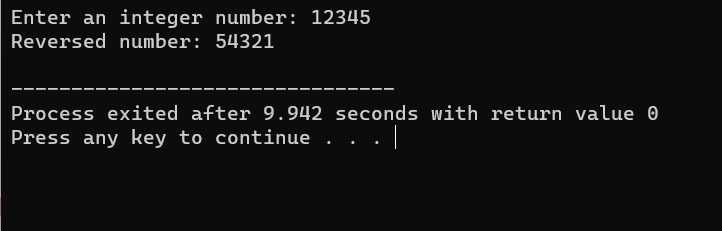 Enter an integer number: 12345
Reversed number: 54321
--------------------------------
Process exited after 9.942 seconds with return value 0
Press any key to continue . . .